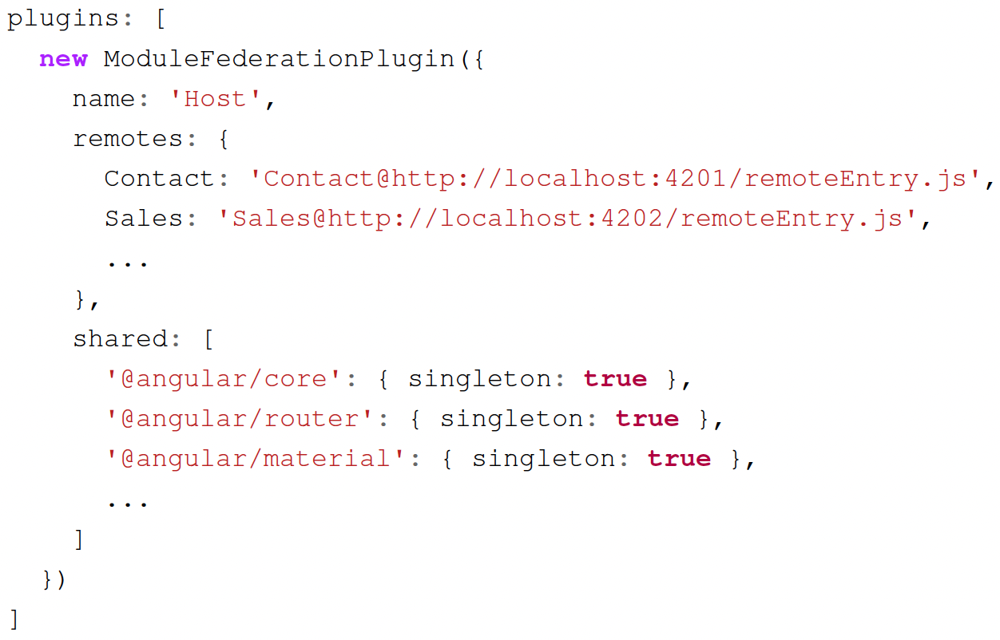 plugins: [
  new ModuleFederationPlugin({
    name: 'Host',
    remotes: {
      Contact: 'Contact@http://localhost:4201/remoteEntry.js',
      Sales: 'Sales@http://localhost:4202/remoteEntry.js',
      ...
    },
    shared: [
      '@angular/core': { singleton: true },
      '@angular/router': { singleton: true },
      '@angular/material': { singleton: true },
      ...
    ]
  })
]